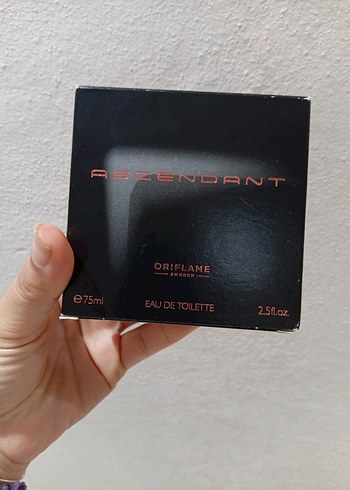 ASCENDANT
ORIFLAME
SWEDEN
℮75ml EAU DE TOILETTE 2.5fl.oz.